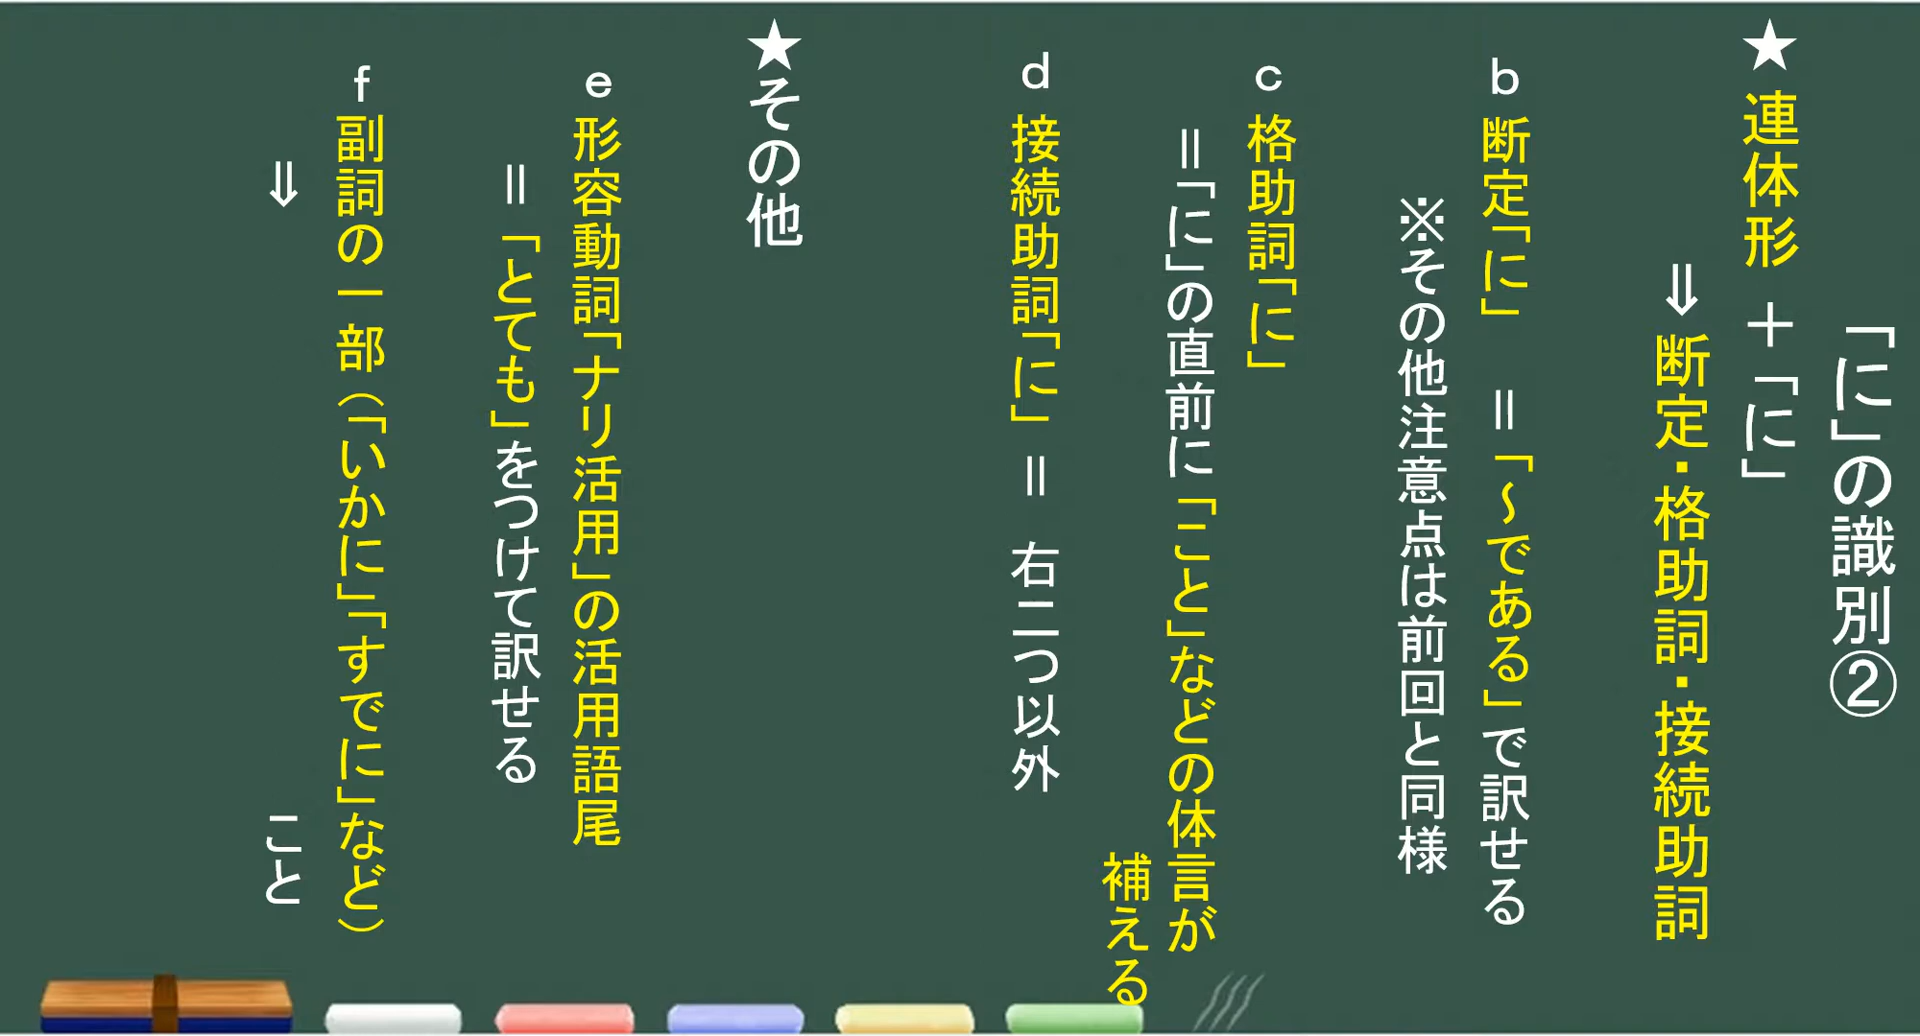 「に」の識別②
★連体形＋「に」
⇒断定・格助詞・接続助詞
b断定「に」＝「～である」で訳せる
※その他注意点は前回と同様
c格助詞「に」
＝「に」の直前に「こと」などの体言が
補える
d接続助詞「に」＝右二つ以外
★その他
e形容動詞「ナリ活用」の活用語尾
＝「とても」をつけて訳せる
f副詞の一部（「いかに」「すでに」など）
⇒　こと